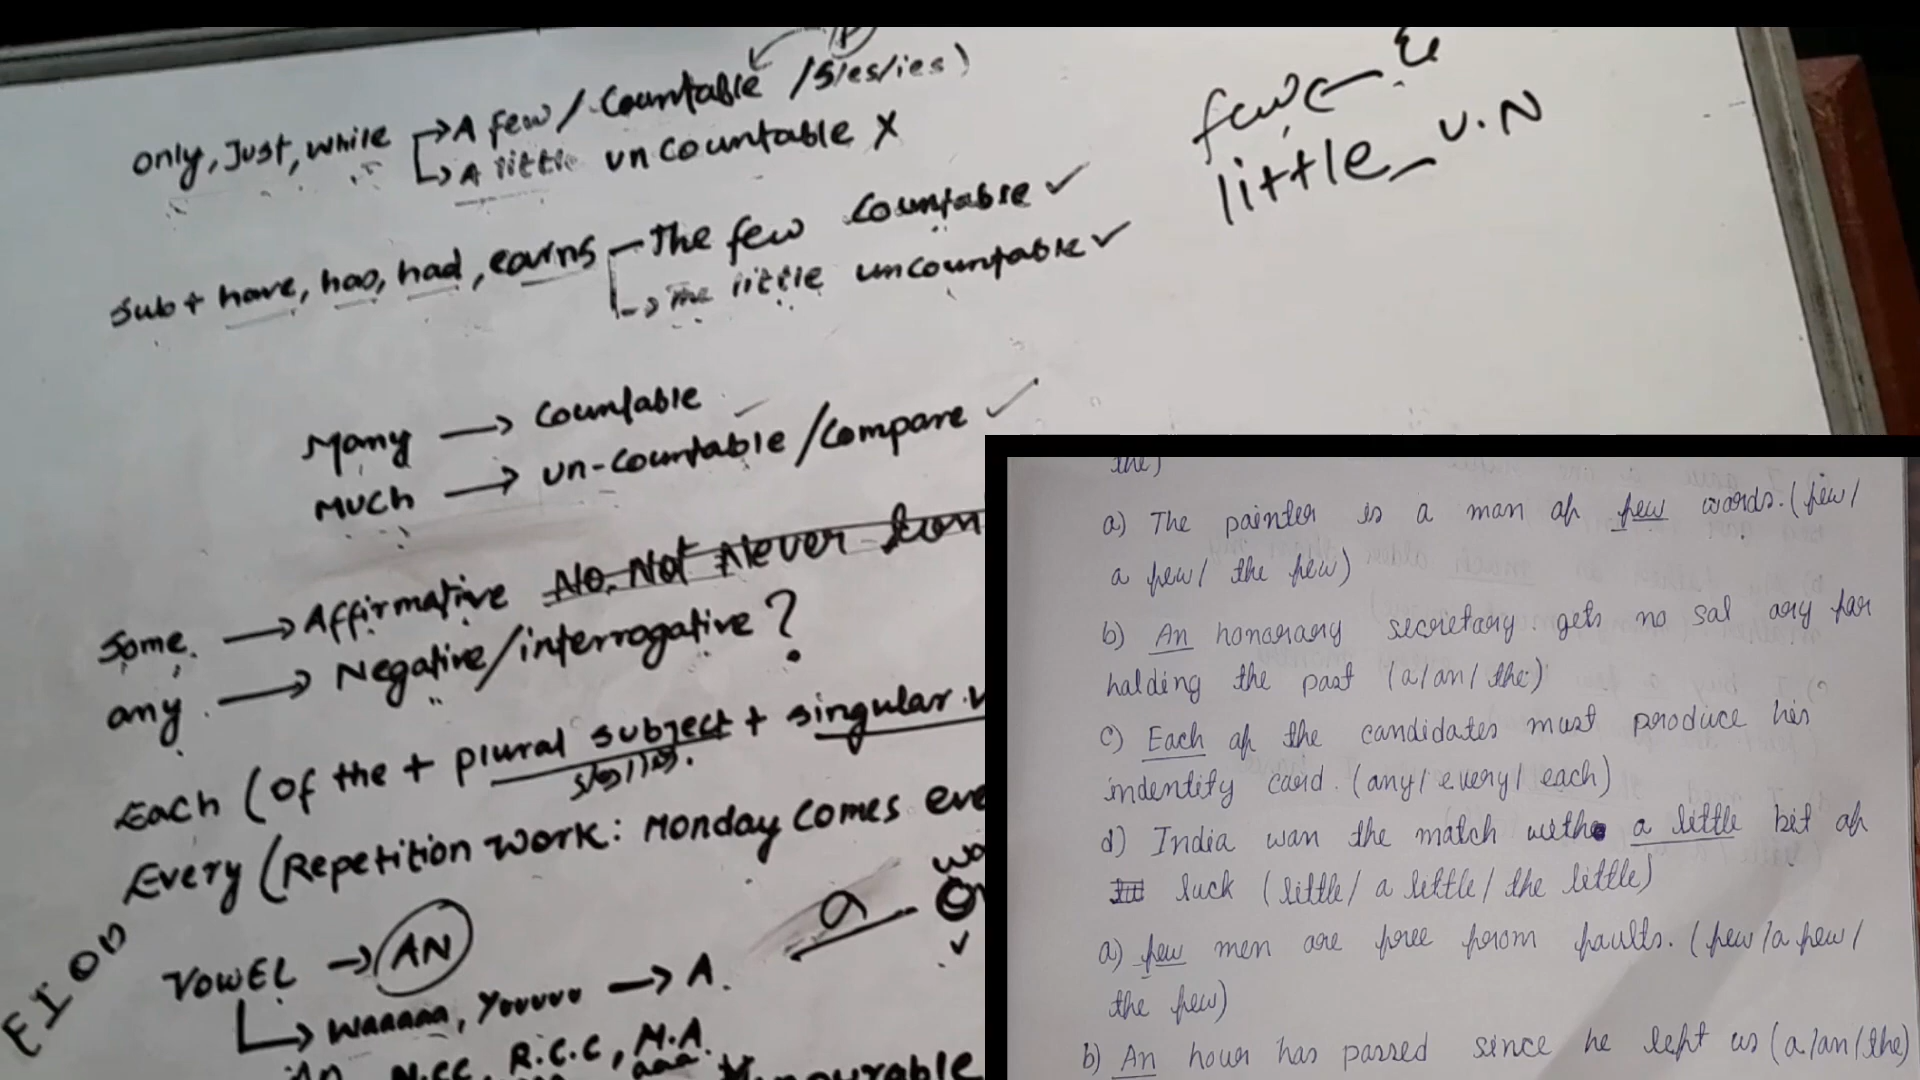 only, Just, while → A few / Countable /S/es/ies)
→ A little uncountable X
few ←
little _ U.N
Sub + have, has, had, earns — The few Countable ✓
→ The little uncountable ✓
Many → Countable ✓
Much → un-countable / compare ✓
Some → Affirmative No, Not Never
any → Negative/interrogative?
Each (of the + plural subject + singular
Every (Repetition work: Monday comes
a
E I O
VOWEL → AN
→ Waaaaa, Yuuuuu → A.
N.CC, R.C.C, M.A
the)
a) The painter is a man of few words. (few/
a few/ the few)
b) An honarary secretary gets no sal ary for
holding the post (a/an/ the)
c) Each of the candidates must produce his
indentify card. (any/ every/ each)
d) India won the match with a little bit of
luck (little/ a little/ the little)
a) few men are free from faults. (few/a few/
the few)
b) An hour has passed since he left us (a/an/the)